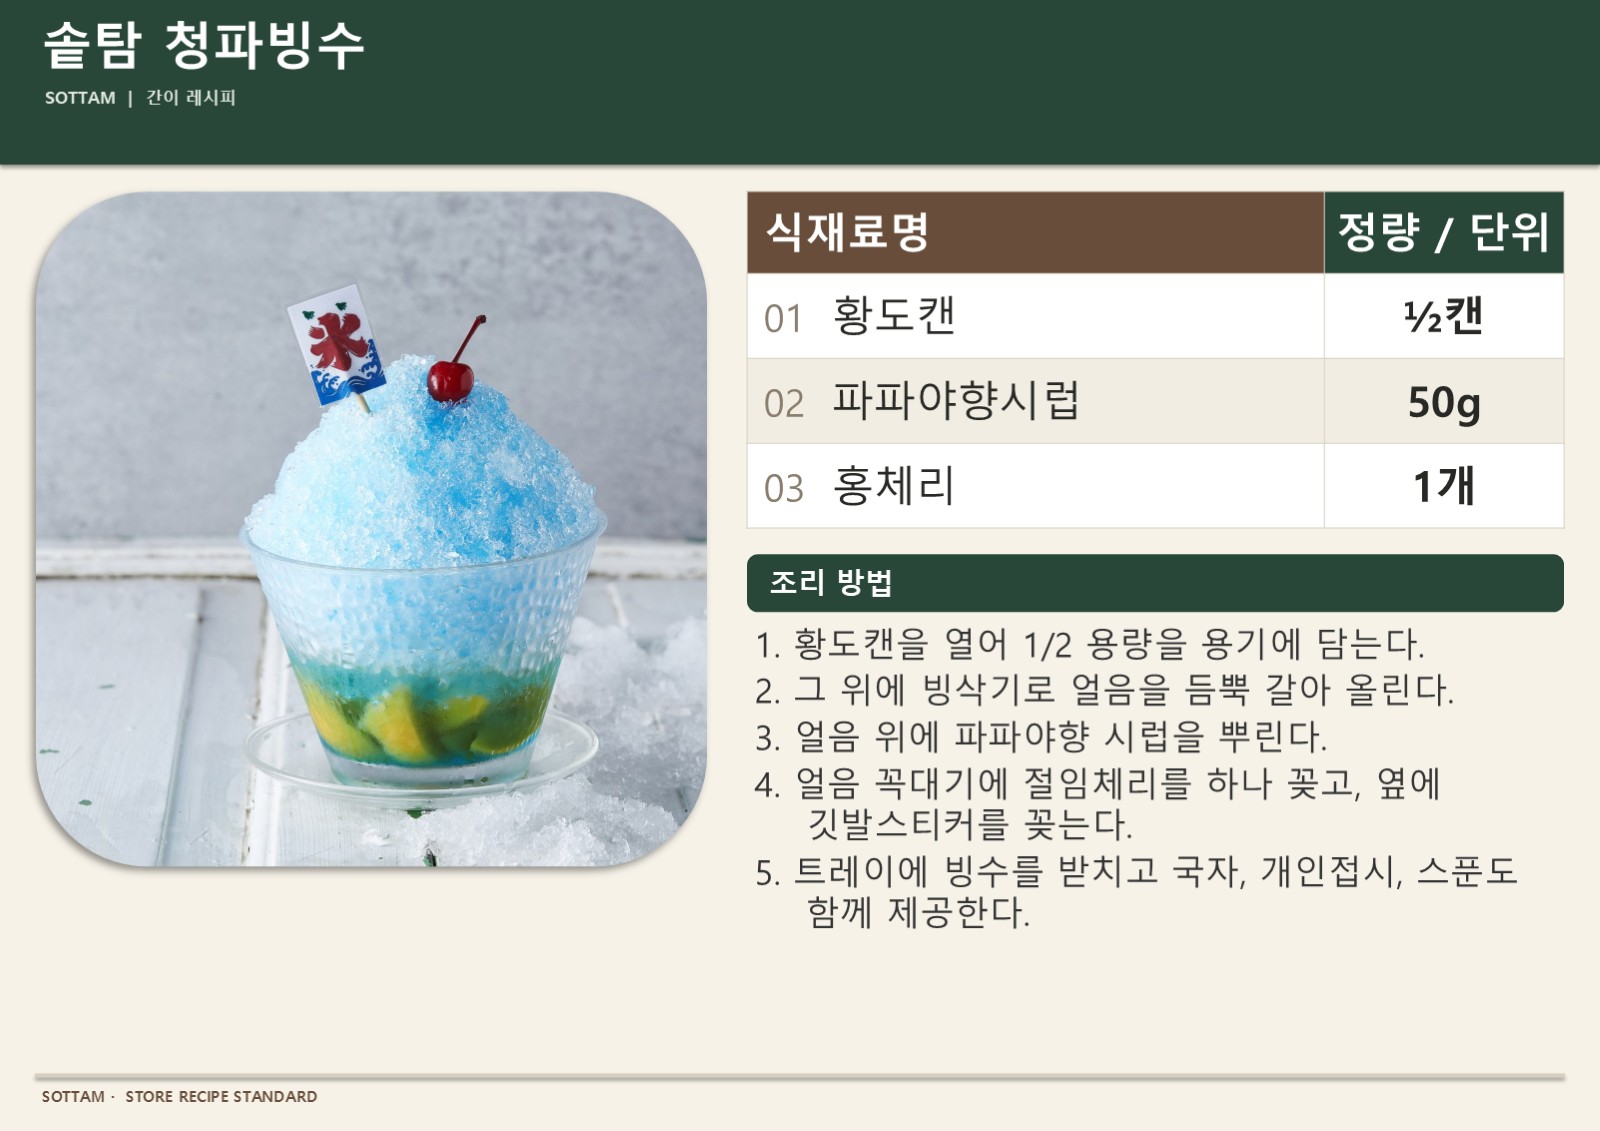 솥탐 청파빙수
SOTTAM | 간이 레시피
氷
식재료명 정량 / 단위
01 황도캔 ½캔
02 파파야향시럽 50g
03 홍체리 1개
조리 방법
1. 황도캔을 열어 1/2 용량을 용기에 담는다.
2. 그 위에 빙삭기로 얼음을 듬뿍 갈아 올린다.
3. 얼음 위에 파파야향 시럽을 뿌린다.
4. 얼음 꼭대기에 절임체리를 하나 꽂고, 옆에
깃발스티커를 꽂는다.
5. 트레이에 빙수를 받치고 국자, 개인접시, 스푼도
함께 제공한다.
SOTTAM · STORE RECIPE STANDARD